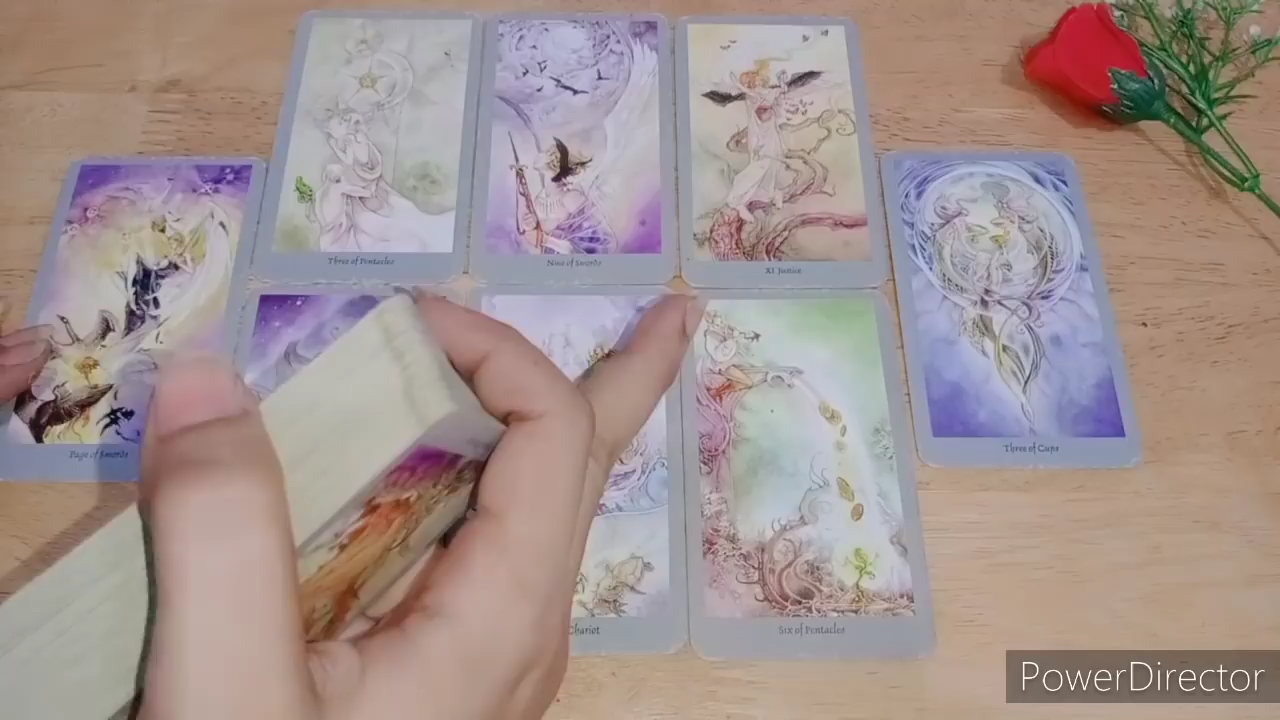 Three of Pentacles
Nine of Swords
XI Justice
Page of Swords
Three of Cups
Chariot
Six of Pentacles
PowerDirector